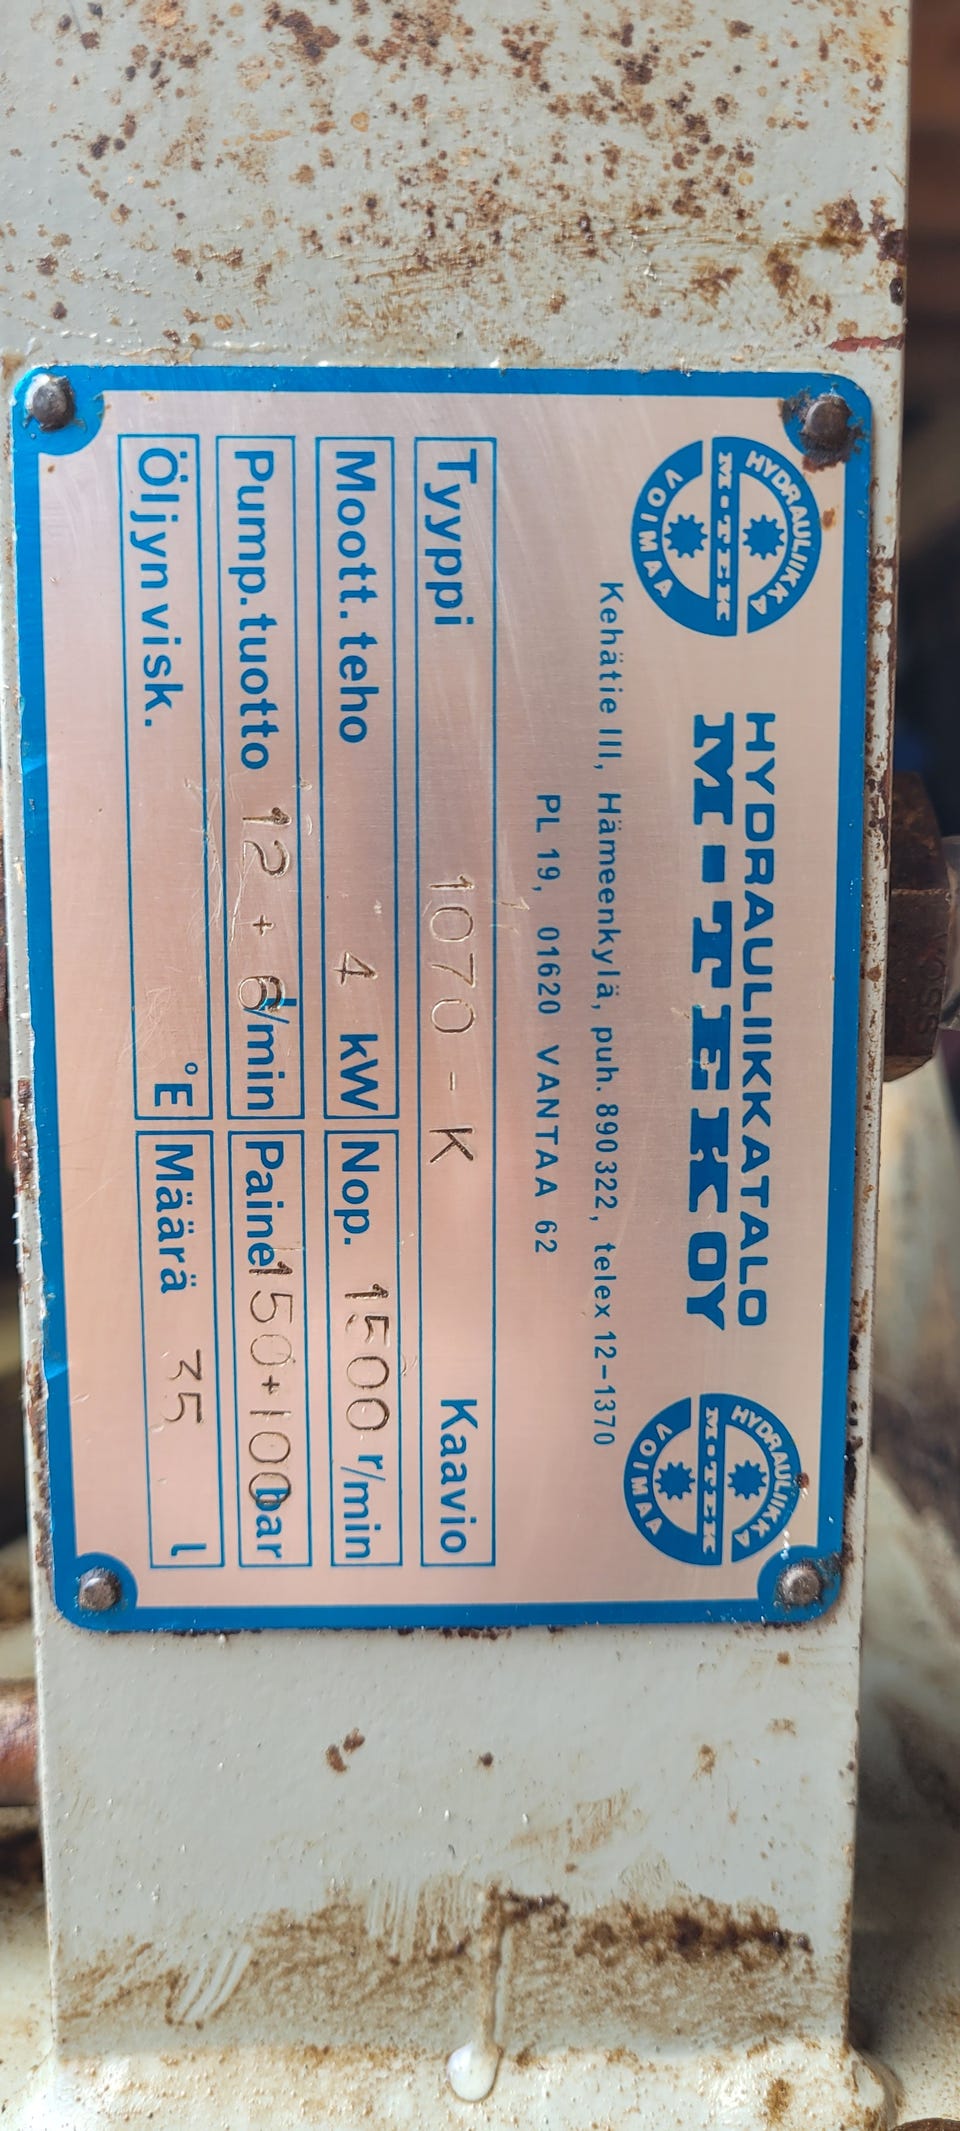 HYDRAULIIKKA
M·TEK
VOIMAA
HYDRAULIIKKATALO
M·TEK OY
HYDRAULIIKKA
M·TEK
VOIMAA
Kehätie III, Hämeenkylä, puh. 890322, telex 12-1370
PL 19, 01620 VANTAA 62
Tyyppi 1070-K Kaavio
Moott. teho 4 kW Nop. 1500 r/min
Pump. tuotto 12+6 l/min Paine 150+100 bar
Öljyn visk. °E Määrä 35 l